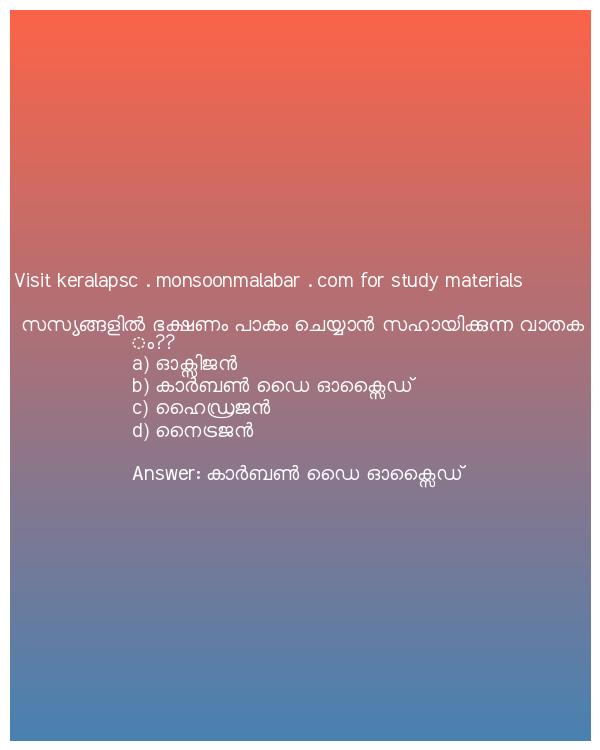 Visit keralapsc . monsoonmalabar . com for study materials
സസ്യങ്ങളിൽ ഭക്ഷണം പാകം ചെയ്യാൻ സഹായിക്കുന്ന വാതക
ം??
a) ഓക്സിജൻ
b) കാർബൺ ഡൈ ഓക്സൈഡ്
c) ഹൈഡ്രജൻ
d) നൈട്രജൻ
Answer: കാർബൺ ഡൈ ഓക്സൈഡ്